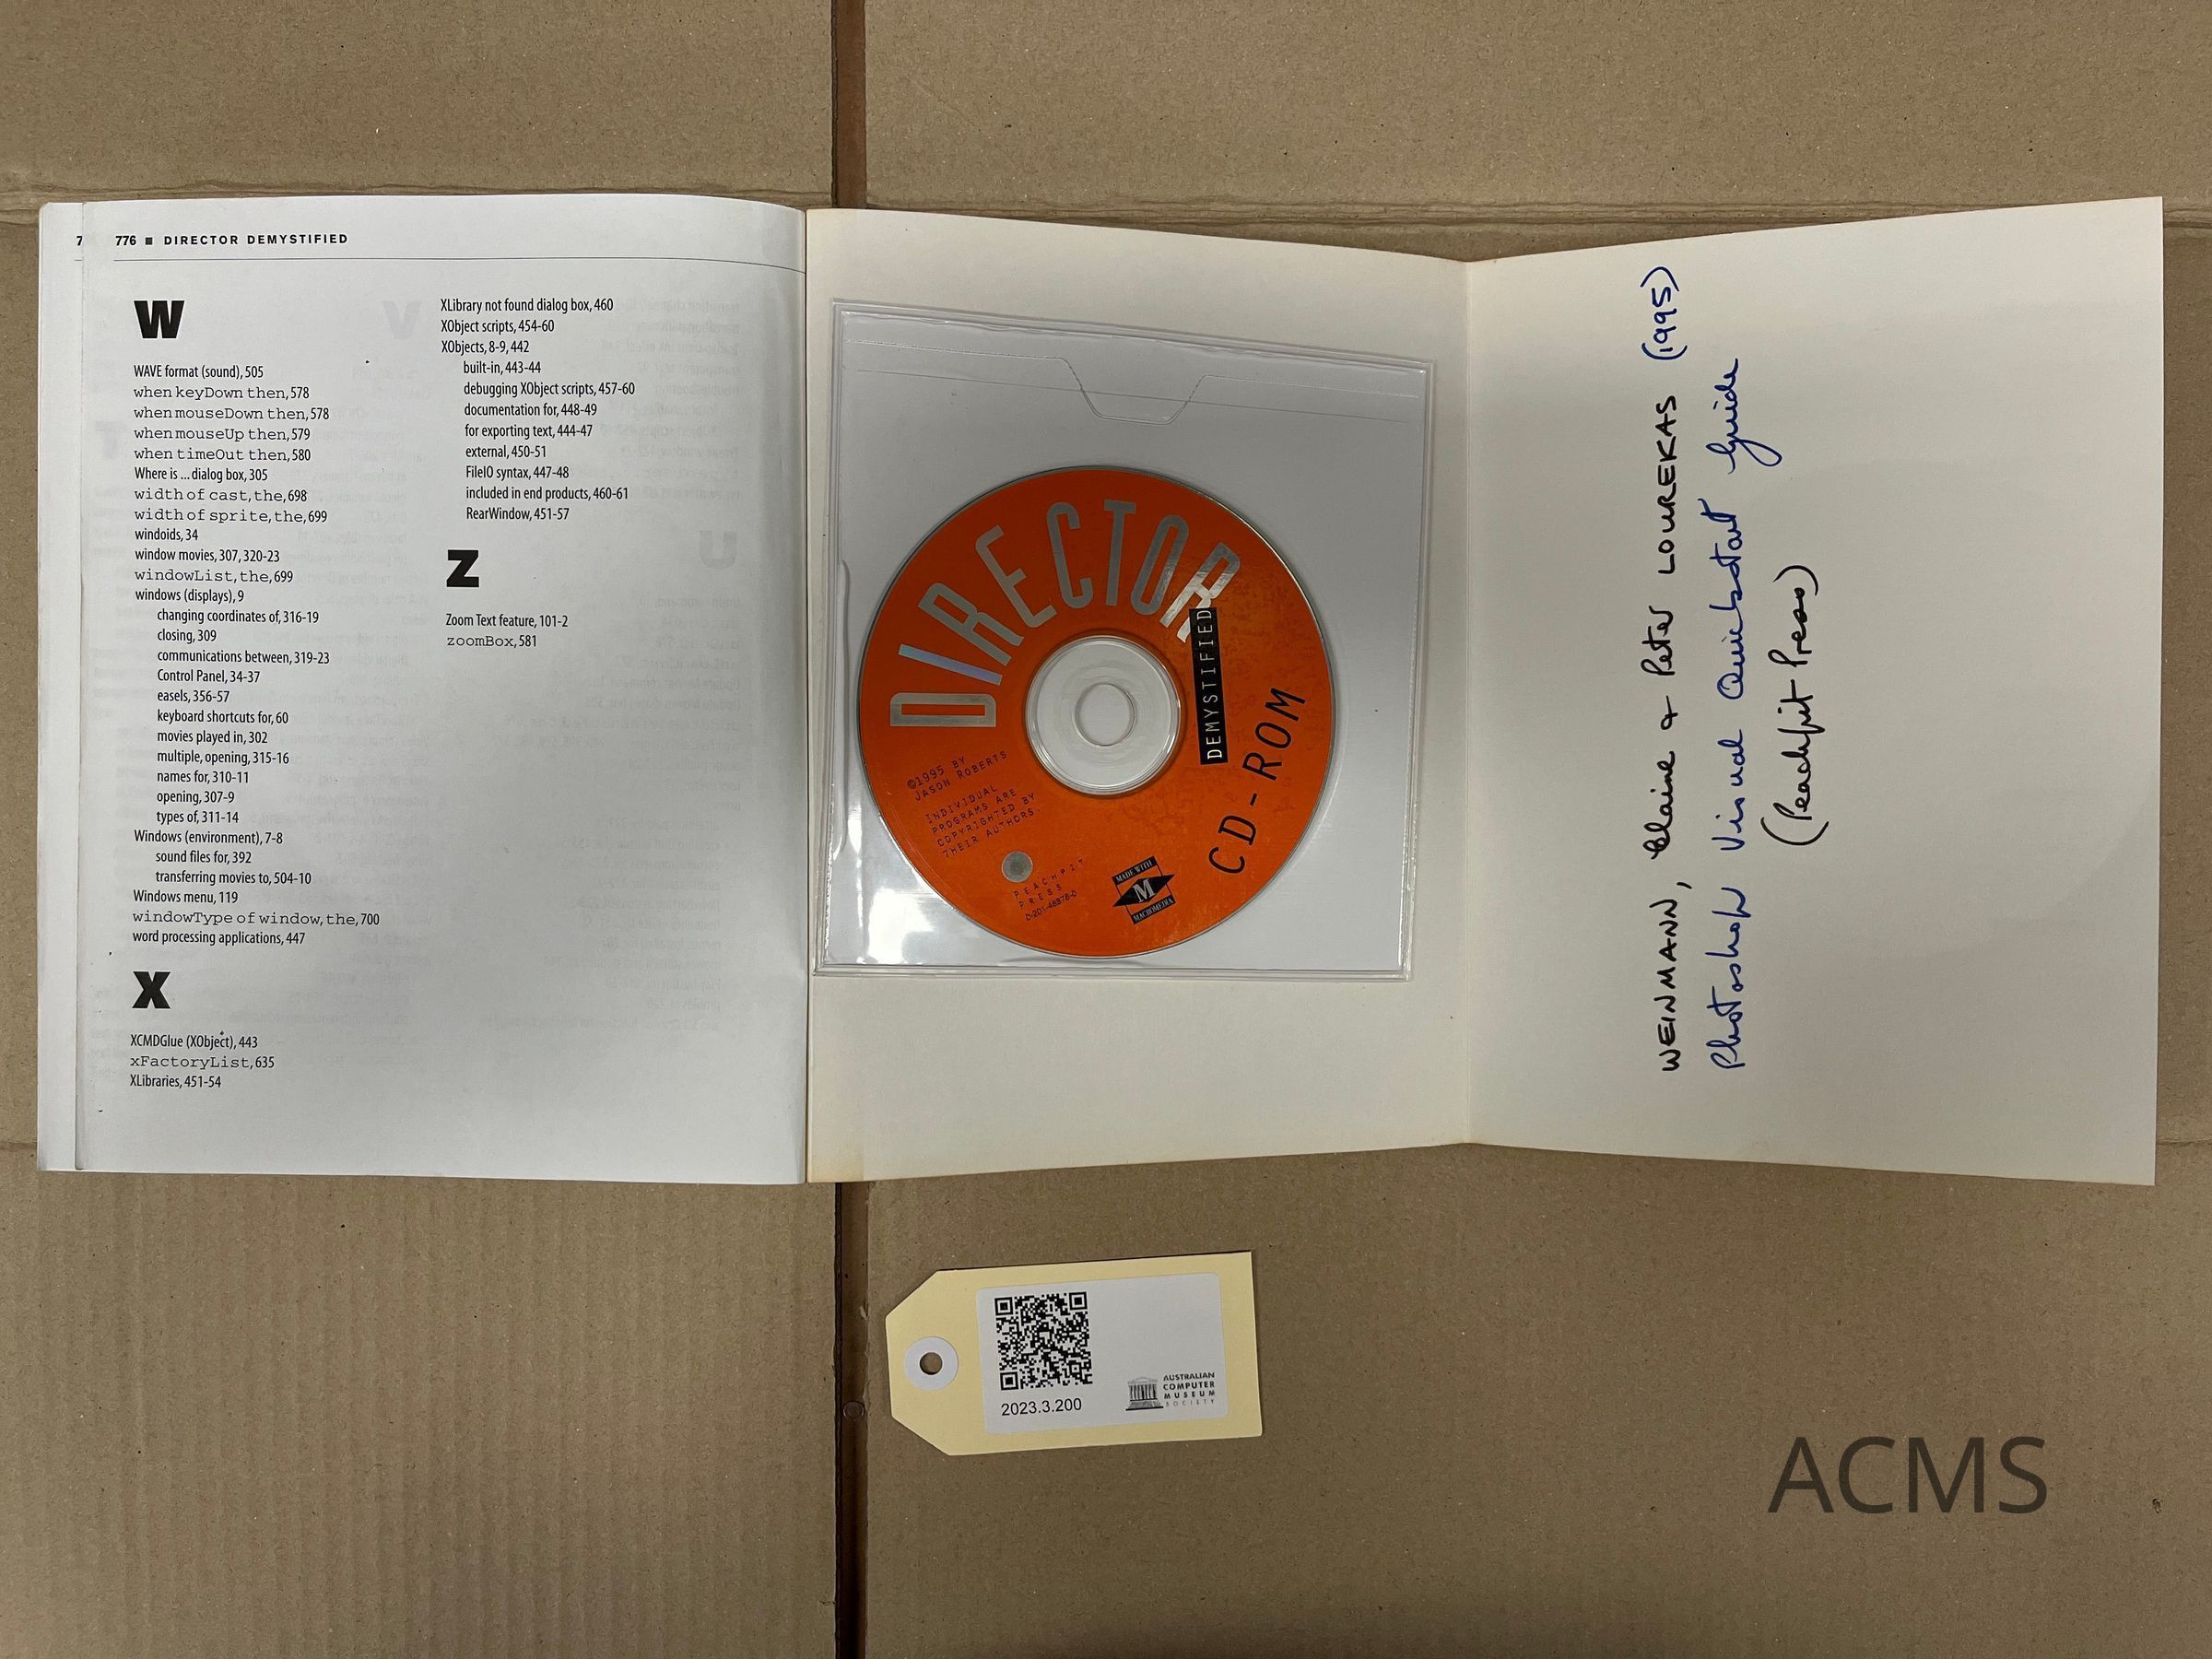 7
776 ■ DIRECTOR DEMYSTIFIED
W
WAVE format (sound), 505
when keyDown then, 578
when mouseDown then, 578
when mouseUp then, 579
when timeOut then, 580
Where is ... dialog box, 305
width of cast, the, 698
width of sprite, the, 699
windoids, 34
window movies, 307, 320-23
windowList, the, 699
windows (displays), 9
changing coordinates of, 316-19
closing, 309
communications between, 319-23
Control Panel, 34-37
easels, 356-57
keyboard shortcuts for, 60
movies played in, 302
multiple, opening, 315-16
names for, 310-11
opening, 307-9
types of, 311-14
Windows (environment), 7-8
sound files for, 392
transferring movies to, 504-10
Windows menu, 119
windowType of window, the, 700
word processing applications, 447
X
XCMDGlue (XObject), 443
xFactoryList, 635
XLibraries, 451-54
XLibrary not found dialog box, 460
XObject scripts, 454-60
XObjects, 8-9, 442
built-in, 443-44
debugging XObject scripts, 457-60
documentation for, 448-49
for exporting text, 444-47
external, 450-51
FileIO syntax, 447-48
included in end products, 460-61
RearWindow, 451-57
Z
Zoom Text feature, 101-2
zoomBox, 581
DIRECTOR
DEMYSTIFIED
CD-ROM
©1995 BY
JASON ROBERTS
INDIVIDUAL
PROGRAMS ARE
COPYRIGHTED BY
THEIR AUTHORS
PEACHPIT
PRESS
MADE WITH
M
MACROMEDIA
WEINMANN, Elaine & Peter LOUREKAS (1995)
Photoshop Visual Quickstart Guide
(Peachpit Press)
2023.3.200
AUSTRALIAN
COMPUTER
MUSEUM
SOCIETY
ACMS